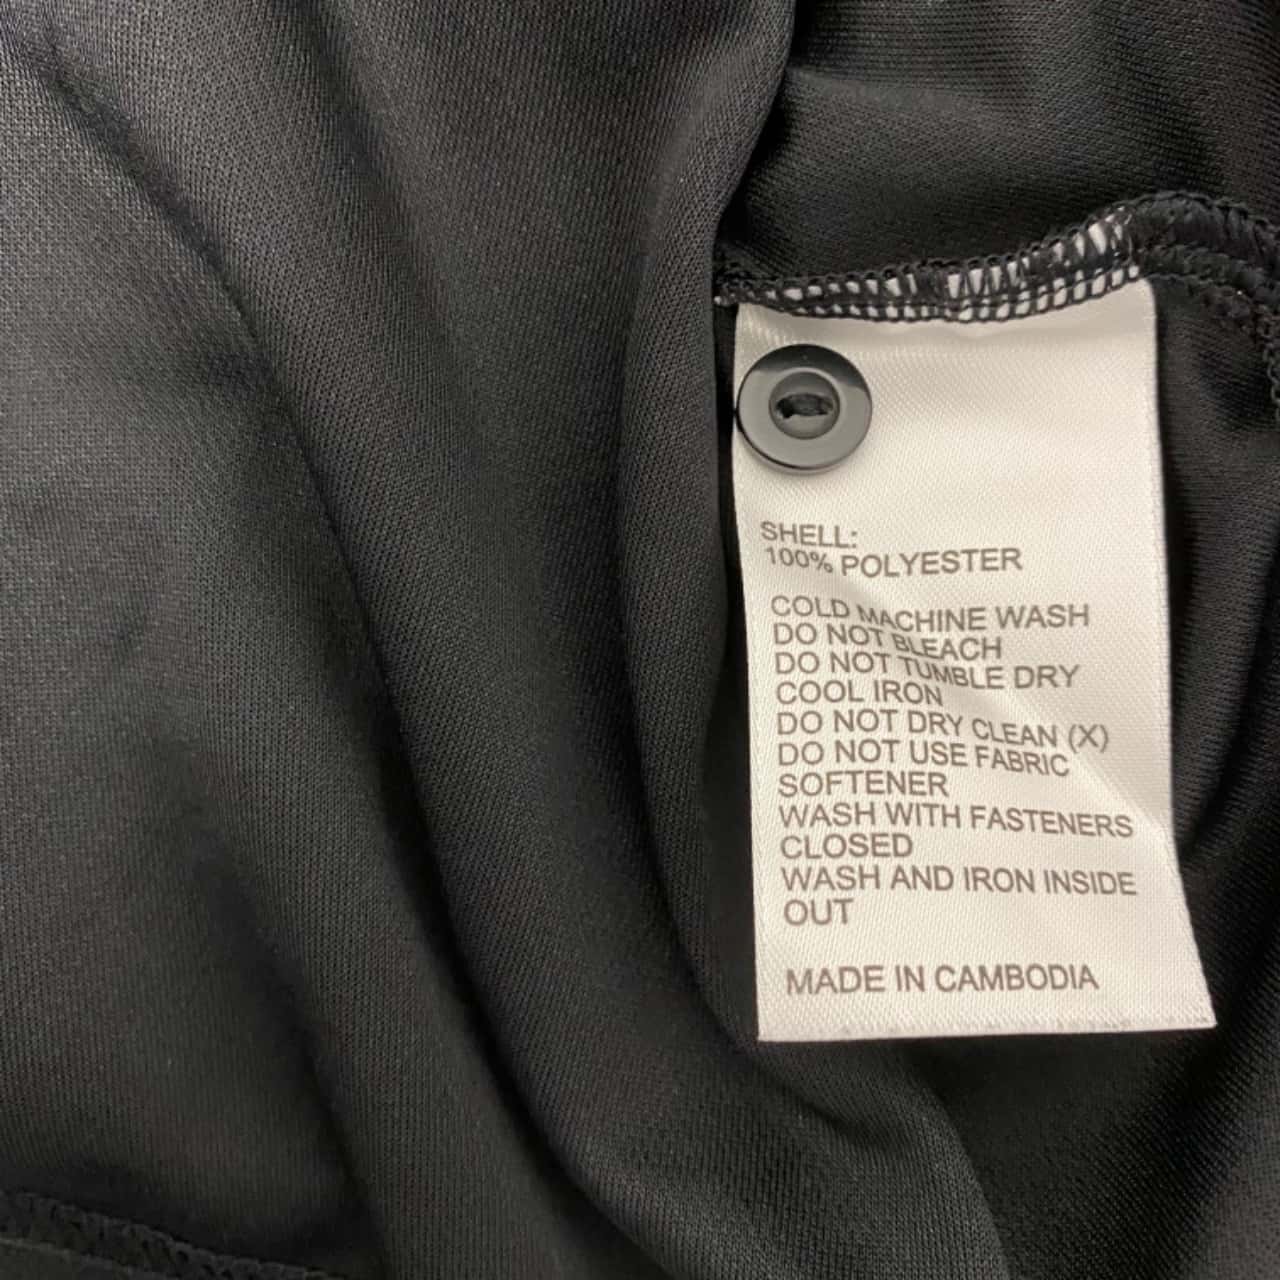 SHELL:
100% POLYESTER
COLD MACHINE WASH
DO NOT BLEACH
DO NOT TUMBLE DRY
COOL IRON
DO NOT DRY CLEAN (X)
DO NOT USE FABRIC
SOFTENER
WASH WITH FASTENERS
CLOSED
WASH AND IRON INSIDE
OUT
MADE IN CAMBODIA